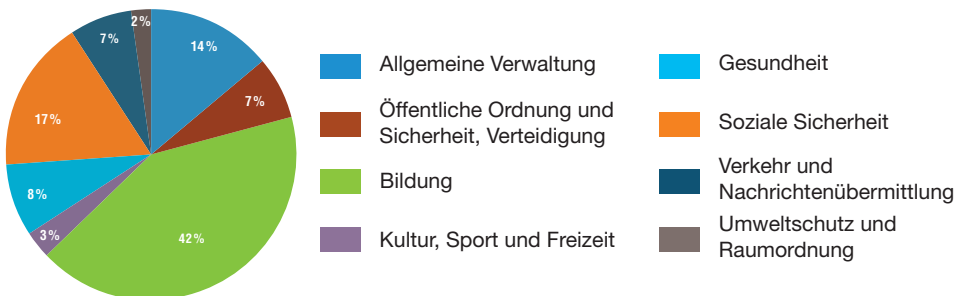 2%
14%
7%
7%
17%
8%
3%
42%
Allgemeine Verwaltung
Öffentliche Ordnung und
Sicherheit, Verteidigung
Bildung
Kultur, Sport und Freizeit
Gesundheit
Soziale Sicherheit
Verkehr und
Nachrichtenübermittlung
Umweltschutz und
Raumordnung